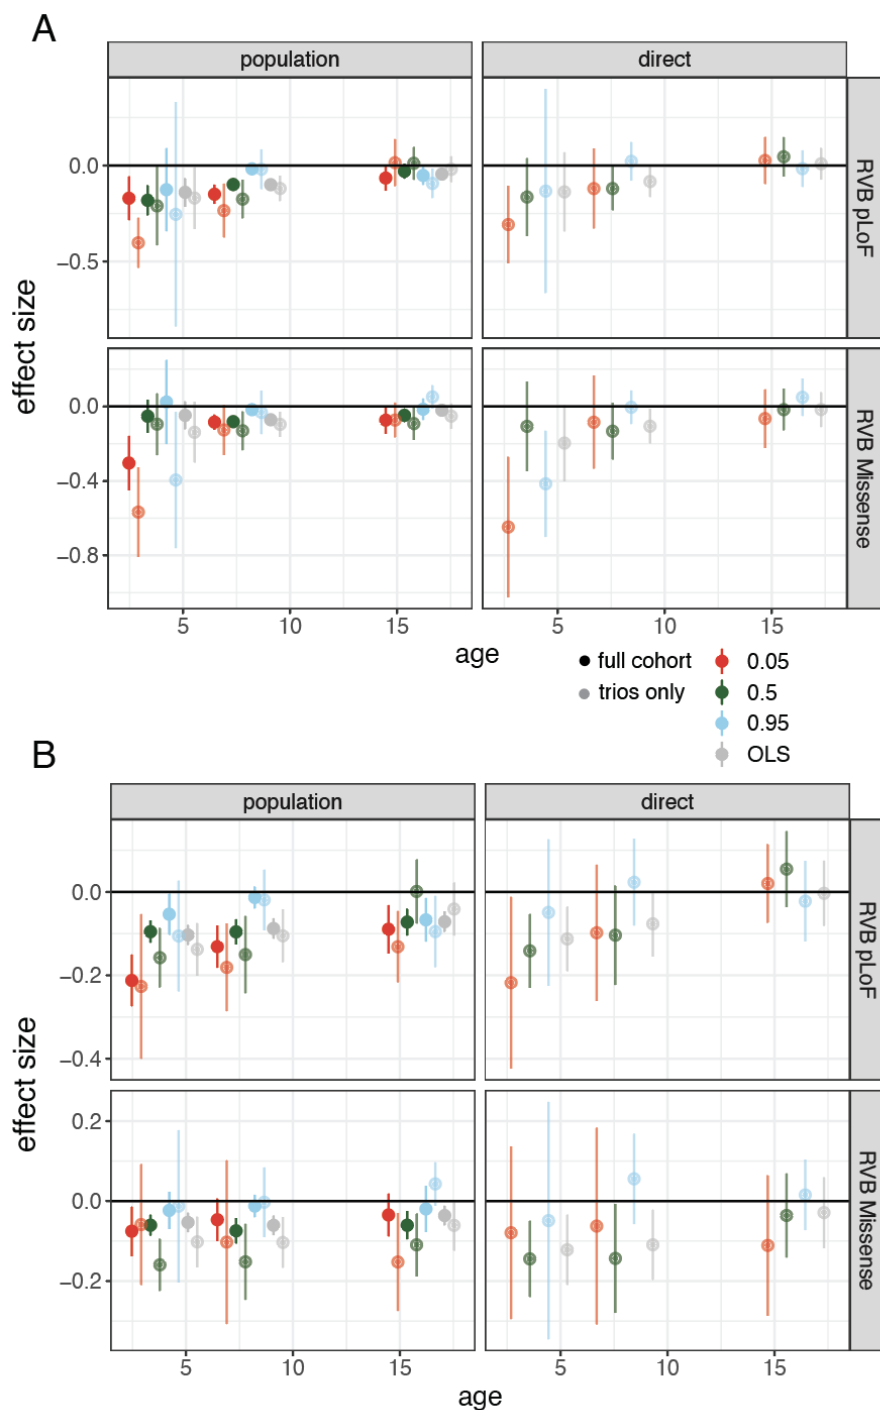 A
population direct
effect size
0.0
−0.5
RVB pLoF
0.0
−0.4
−0.8
RVB Missense
5 10 15 5 10 15
age
full cohort 0.05
trios only 0.5
0.95
OLS
B
population direct
effect size
0.0
−0.2
−0.4
RVB pLoF
0.2
0.0
−0.2
RVB Missense
5 10 15 5 10 15
age